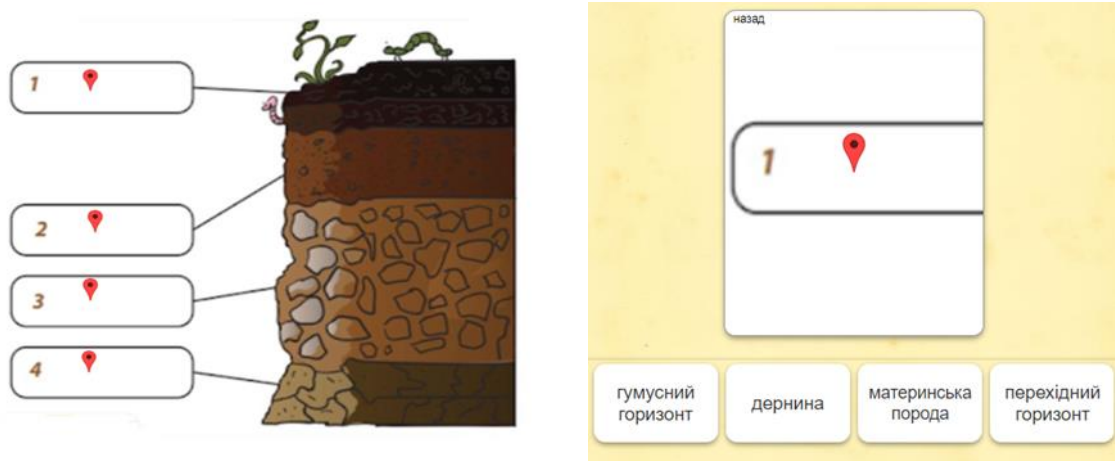 1
2
3
4
назад
1
гумусний
горизонт
дернина
материнська
порода
перехідний
горизонт